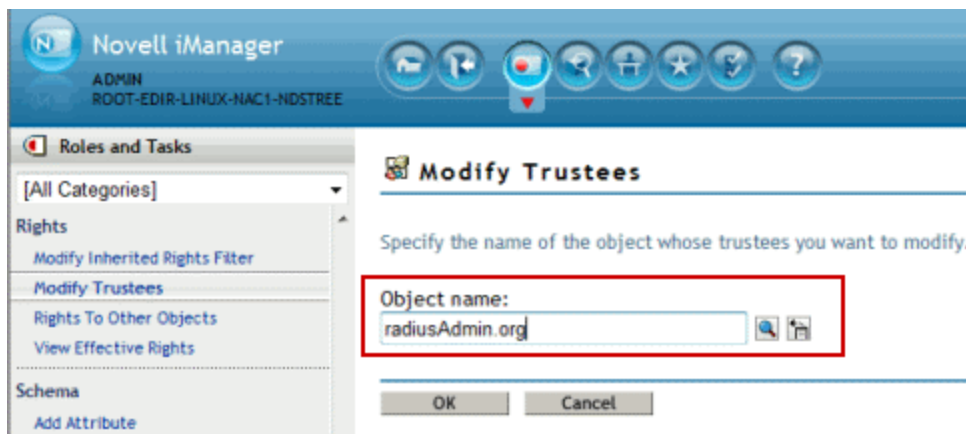 Novell iManager
ADMIN
ROOT-EDIR-LINUX-NAC1-NDSTREE
Roles and Tasks
[All Categories]
Rights
Modify Inherited Rights Filter
Modify Trustees
Rights To Other Objects
View Effective Rights
Schema
Add Attribute
Modify Trustees
Specify the name of the object whose trustees you want to modify.
Object name:
radiusAdmin.org
OK Cancel